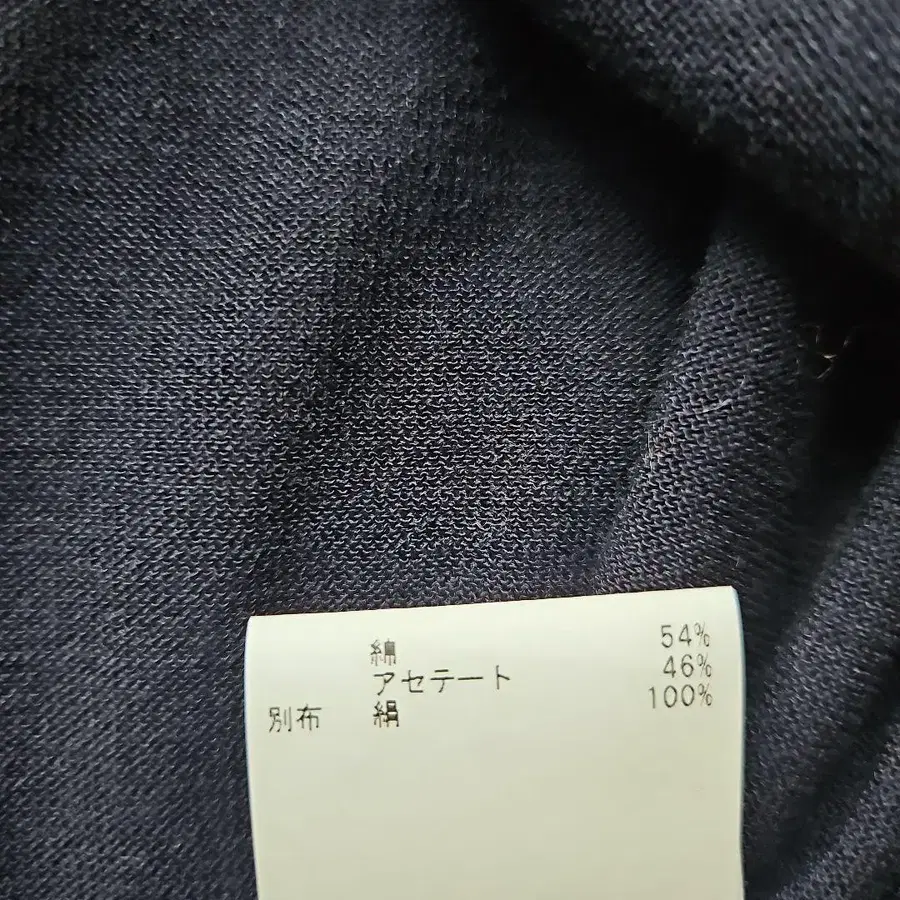 綿 54%
アセテート 46%
別布 絹 100%